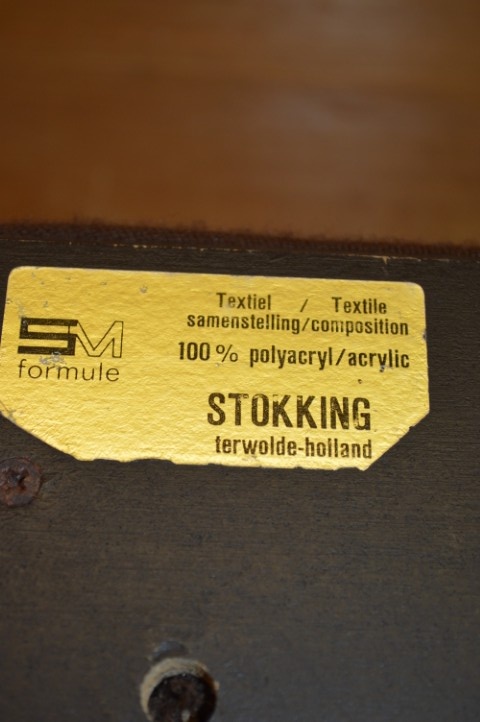 Textiel / Textile
samenstelling/composition
100% polyacryl/acrylic
SM
formule
STOKKING
terwolde-holland